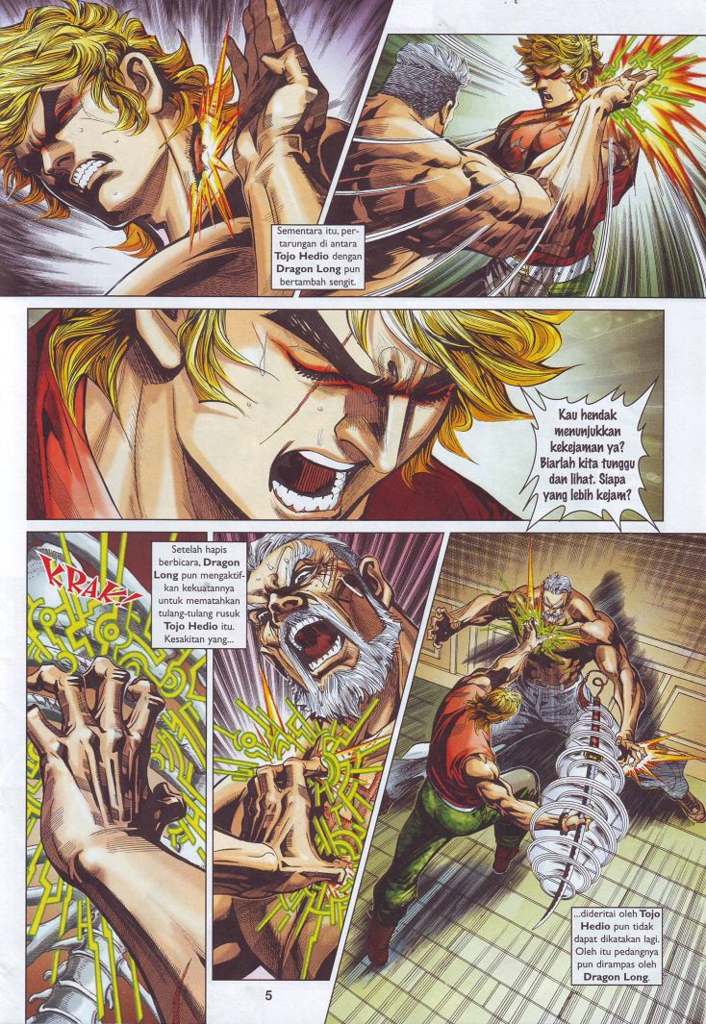 Sementara itu, per-
tarungan di antara
Tojo Hedio dengan
Dragon Long pun
bertambah sengit.
Kau hendak
menunjukkan
kekejaman ya?
Biarlah kita tunggu
dan lihat. Siapa
yang lebih kejam?
KRAK!
Setelah habis
berbicara, Dragon
Long pun mengaktif-
kan kekuatannya
untuk mematahkan
tulang-tulang rusuk
Tojo Hedio itu.
Kesakitan yang...
...dideritai oleh Tojo
Hedio pun tidak
dapat dikatakan lagi.
Oleh itu pedangnya
pun dirampas oleh
Dragon Long.
5